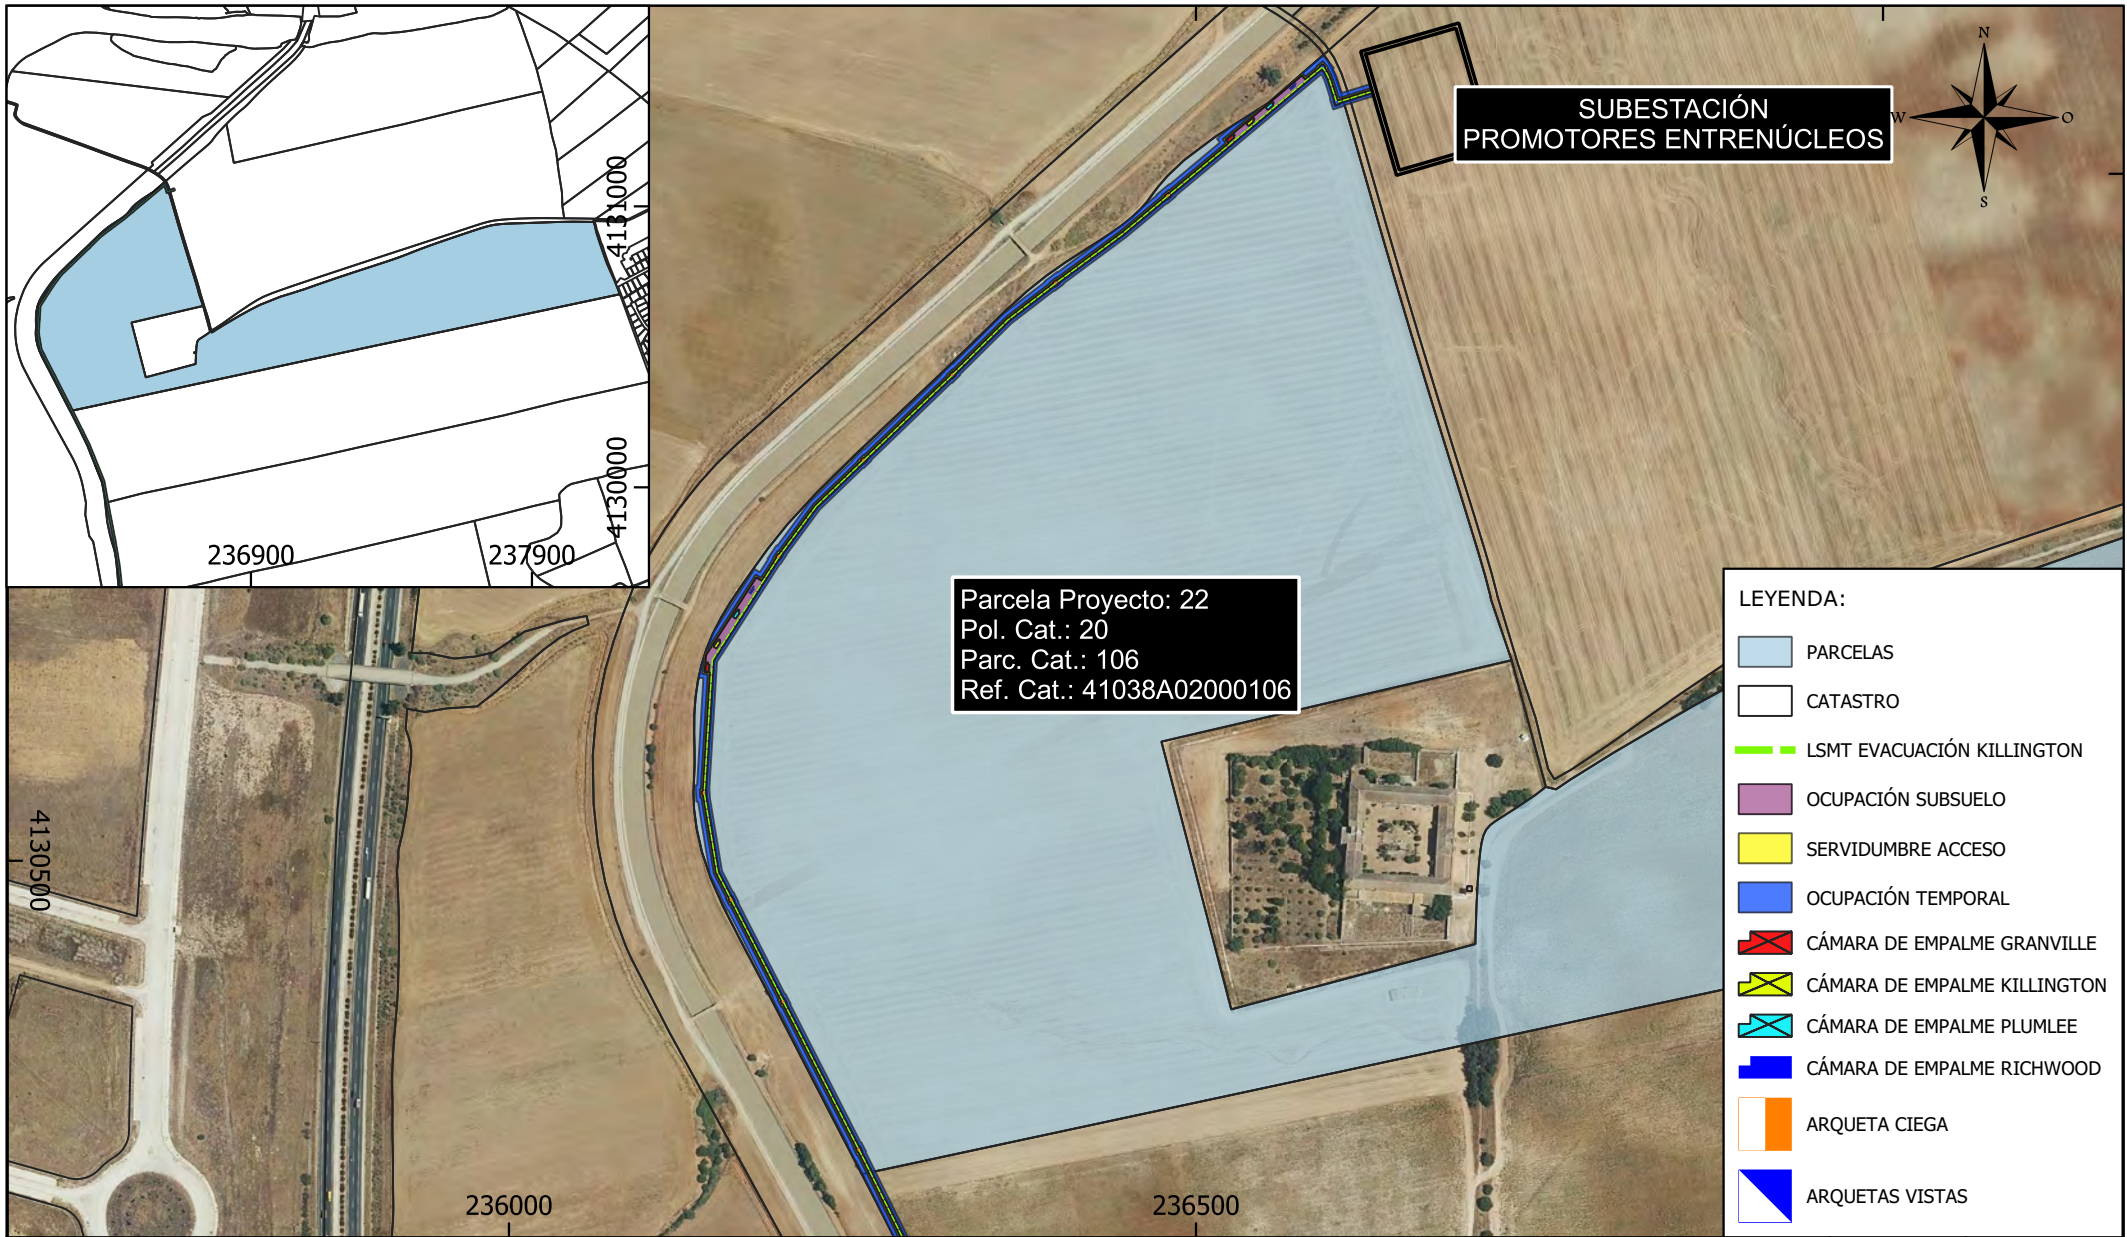 4131000
4130000
236900
237900
SUBESTACIÓN
PROMOTORES ENTRENÚCLEOS
N
W
O
S
Parcela Proyecto: 22
Pol. Cat.: 20
Parc. Cat.: 106
Ref. Cat.: 41038A02000106
4130500
236000
236500
LEYENDA:
PARCELAS
CATASTRO
LSMT EVACUACIÓN KILLINGTON
OCUPACIÓN SUBSUELO
SERVIDUMBRE ACCESO
OCUPACIÓN TEMPORAL
CÁMARA DE EMPALME GRANVILLE
CÁMARA DE EMPALME KILLINGTON
CÁMARA DE EMPALME PLUMLEE
CÁMARA DE EMPALME RICHWOOD
ARQUETA CIEGA
ARQUETAS VISTAS